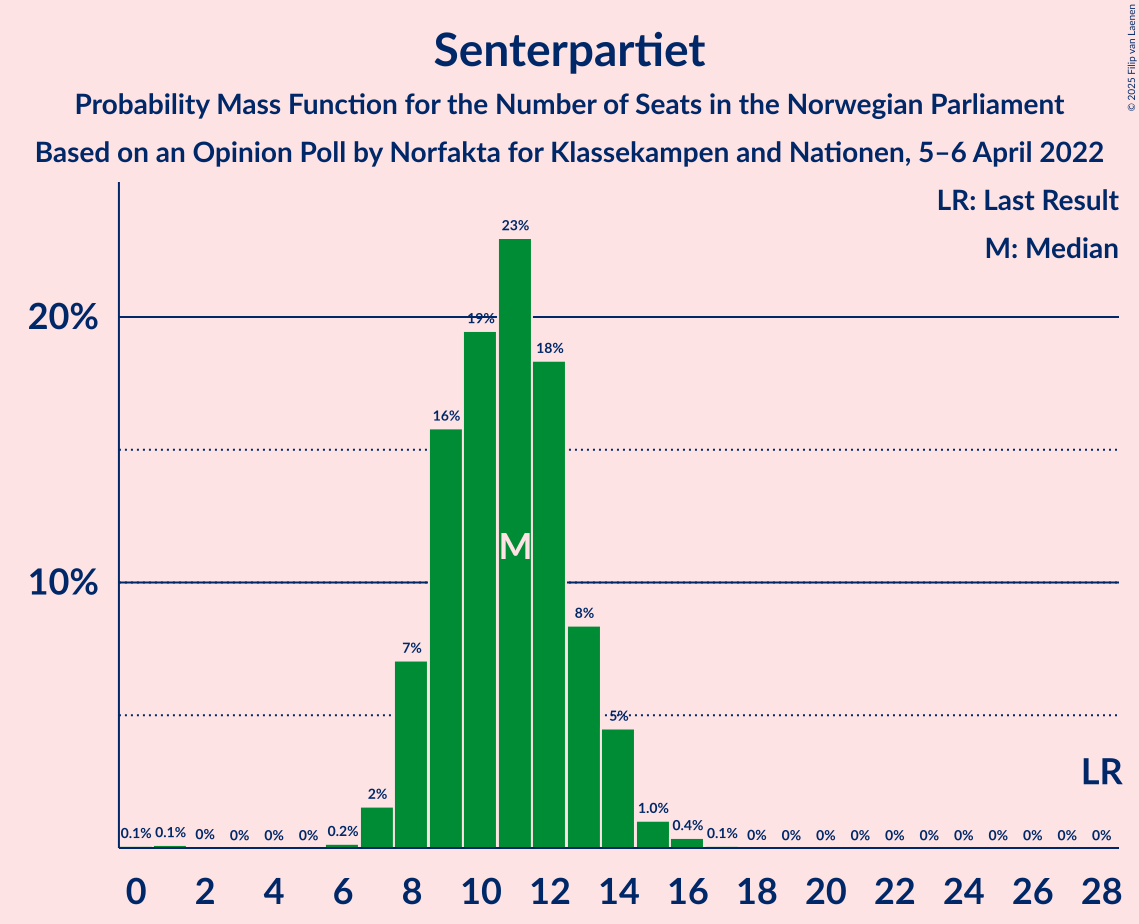 Senterpartiet
Probability Mass Function for the Number of Seats in the Norwegian Parliament
Based on an Opinion Poll by Norfakta for Klassekampen and Nationen, 5–6 April 2022
© 2025 Filip van Laenen
LR: Last Result
M: Median
20%
10%
0.1% 0.1% 0% 0% 0% 0% 0.2% 2% 7% 16% 19% 23% 18% 8% 5% 1.0% 0.4% 0.1% 0% 0% 0% 0% 0% 0% 0% 0% 0% 0% 0%
M
LR
0 2 4 6 8 10 12 14 16 18 20 22 24 26 28